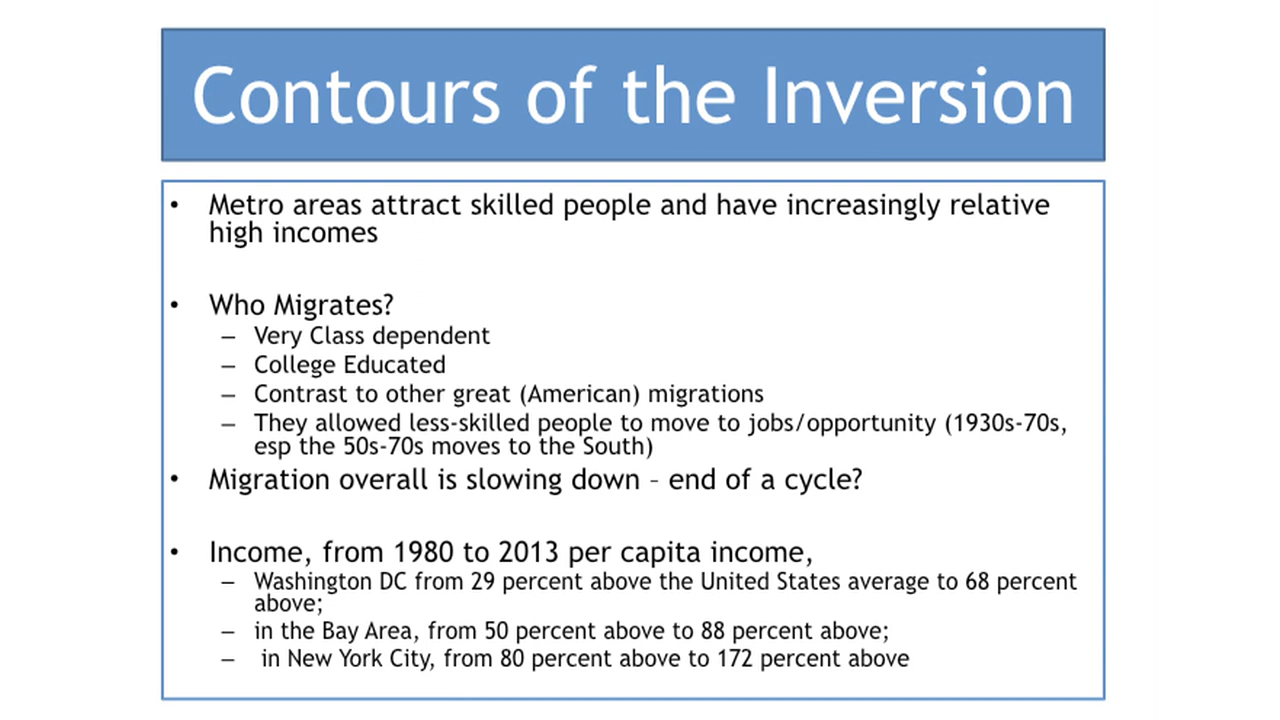 Contours of the Inversion
• Metro areas attract skilled people and have increasingly relative
high incomes
• Who Migrates?
– Very Class dependent
– College Educated
– Contrast to other great (American) migrations
– They allowed less-skilled people to move to jobs/opportunity (1930s-70s,
esp the 50s-70s moves to the South)
• Migration overall is slowing down – end of a cycle?
• Income, from 1980 to 2013 per capita income,
– Washington DC from 29 percent above the United States average to 68 percent
above;
– in the Bay Area, from 50 percent above to 88 percent above;
– in New York City, from 80 percent above to 172 percent above